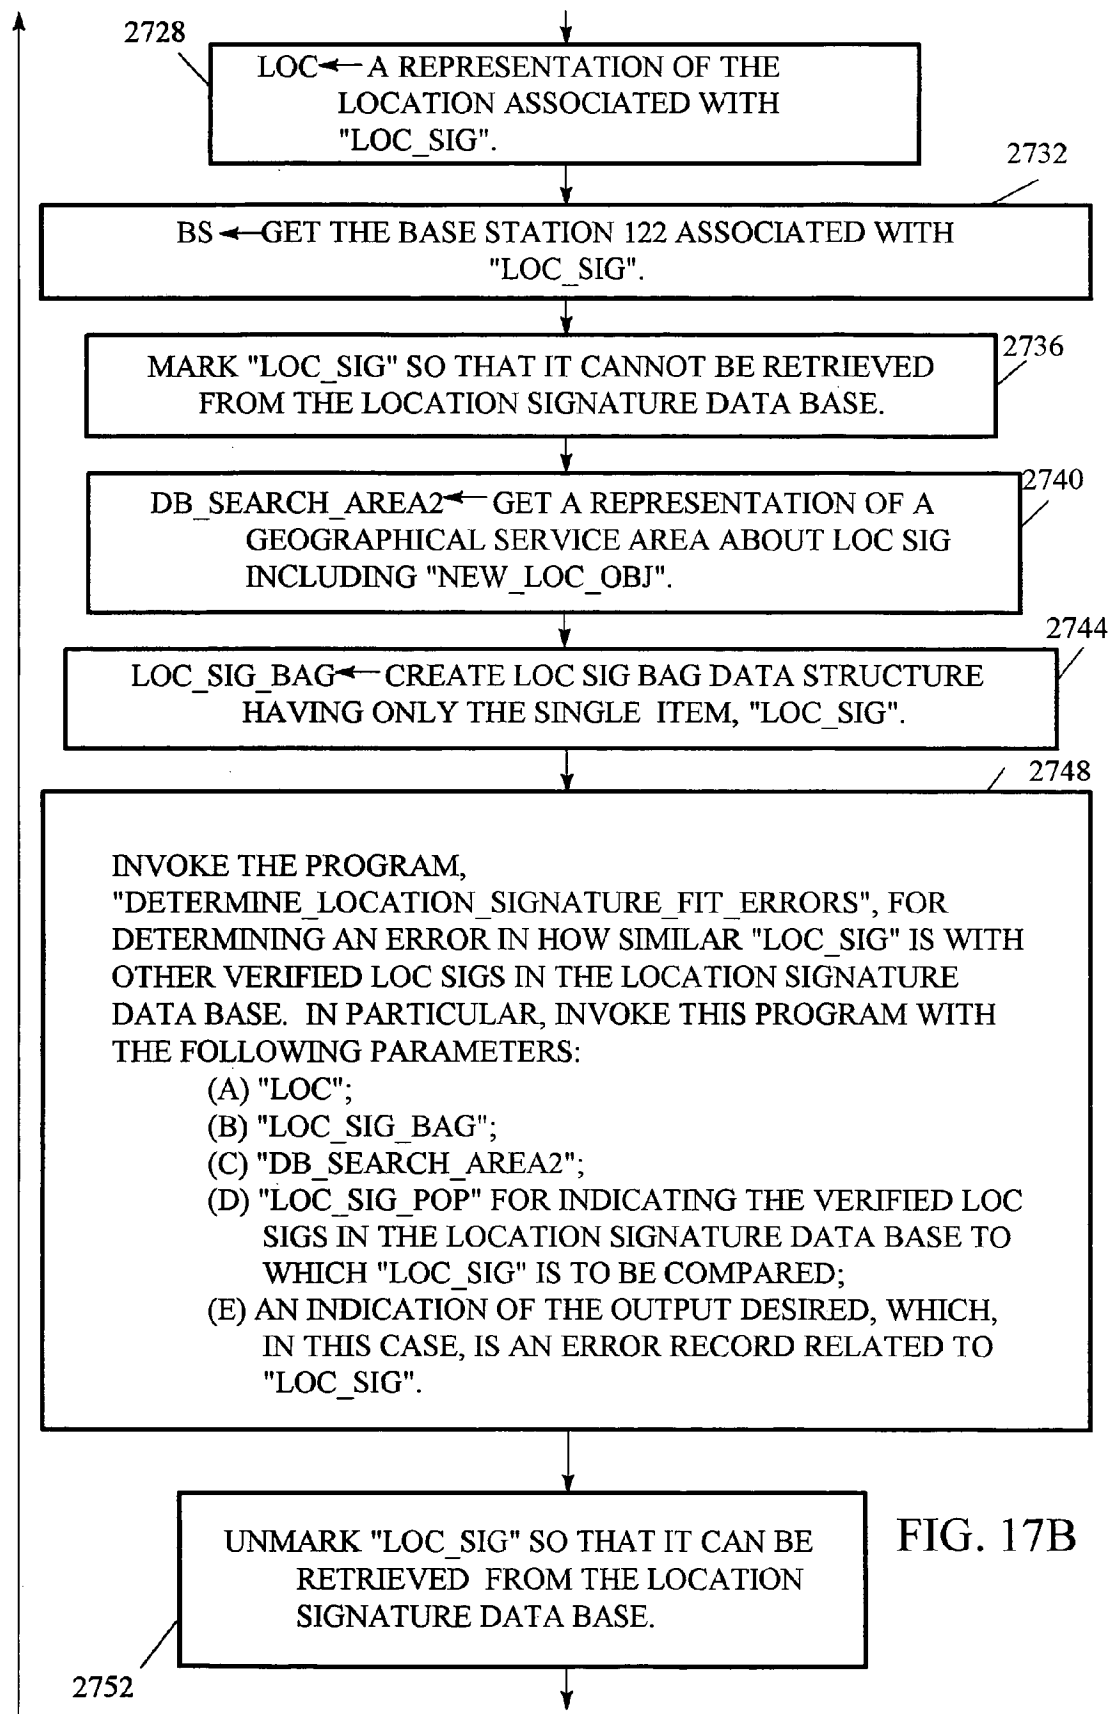 2728
LOC← A REPRESENTATION OF THE
LOCATION ASSOCIATED WITH
"LOC_SIG".
2732
BS←GET THE BASE STATION 122 ASSOCIATED WITH
"LOC_SIG".
2736
MARK "LOC_SIG" SO THAT IT CANNOT BE RETRIEVED
FROM THE LOCATION SIGNATURE DATA BASE.
2740
DB_SEARCH_AREA2← GET A REPRESENTATION OF A
GEOGRAPHICAL SERVICE AREA ABOUT LOC SIG
INCLUDING "NEW_LOC_OBJ".
2744
LOC_SIG_BAG← CREATE LOC SIG BAG DATA STRUCTURE
HAVING ONLY THE SINGLE ITEM, "LOC_SIG".
2748
INVOKE THE PROGRAM,
"DETERMINE_LOCATION_SIGNATURE_FIT_ERRORS", FOR
DETERMINING AN ERROR IN HOW SIMILAR "LOC_SIG" IS WITH
OTHER VERIFIED LOC SIGS IN THE LOCATION SIGNATURE
DATA BASE. IN PARTICULAR, INVOKE THIS PROGRAM WITH
THE FOLLOWING PARAMETERS:
(A) "LOC";
(B) "LOC_SIG_BAG";
(C) "DB_SEARCH_AREA2";
(D) "LOC_SIG_POP" FOR INDICATING THE VERIFIED LOC
SIGS IN THE LOCATION SIGNATURE DATA BASE TO
WHICH "LOC_SIG" IS TO BE COMPARED;
(E) AN INDICATION OF THE OUTPUT DESIRED, WHICH,
IN THIS CASE, IS AN ERROR RECORD RELATED TO
"LOC_SIG".
UNMARK "LOC_SIG" SO THAT IT CAN BE
RETRIEVED FROM THE LOCATION
SIGNATURE DATA BASE.
FIG. 17B
2752